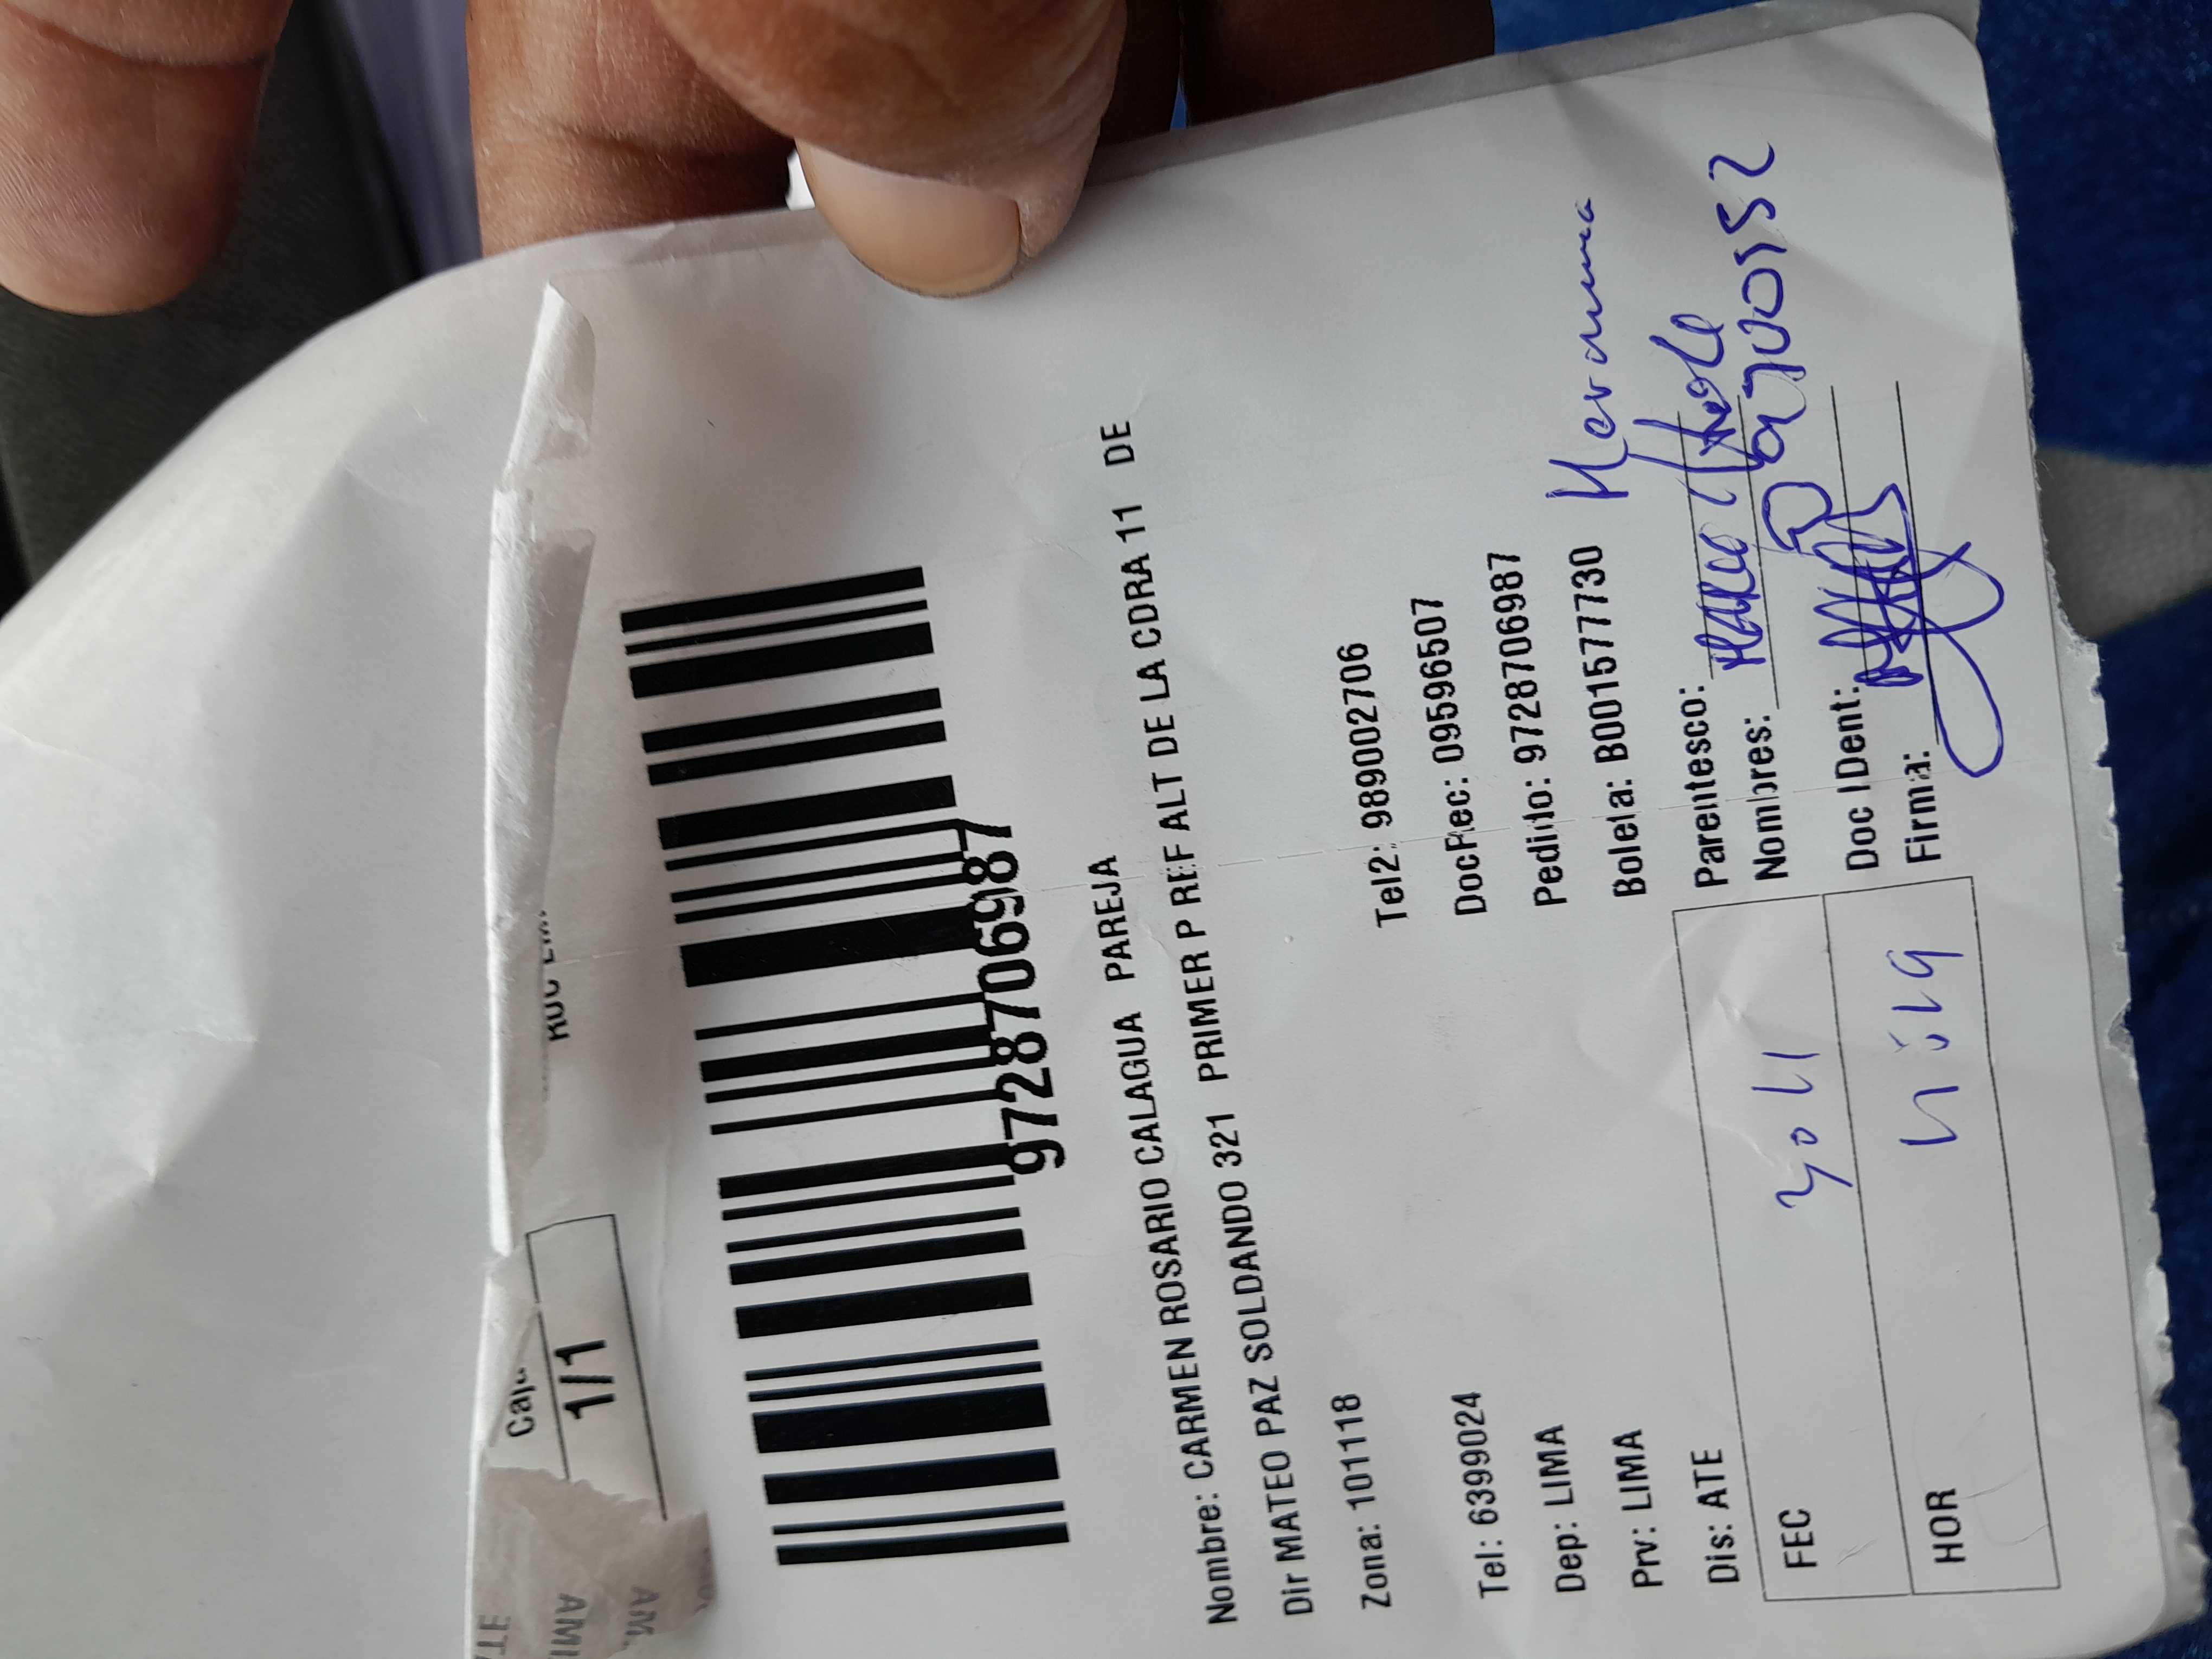 Caja
1/1
9728706987
Nombre: CARMEN ROSARIO CALAGUA PAREJA
Dir MATEO PAZ SOLDANDO 321 PRIMER P REF ALT DE LA CDRA 11 DE
Zona: 101118
Tel2: 989002706
Tel: 6399024
DocRec: 09596507
Dep: LIMA
Pedido: 9728706987
Prv: LIMA
Boleta: B001577730
Dis: ATE
Parentesco: Hermana
FEC
Nombres:
Doc IDent:
HOR
Firma: